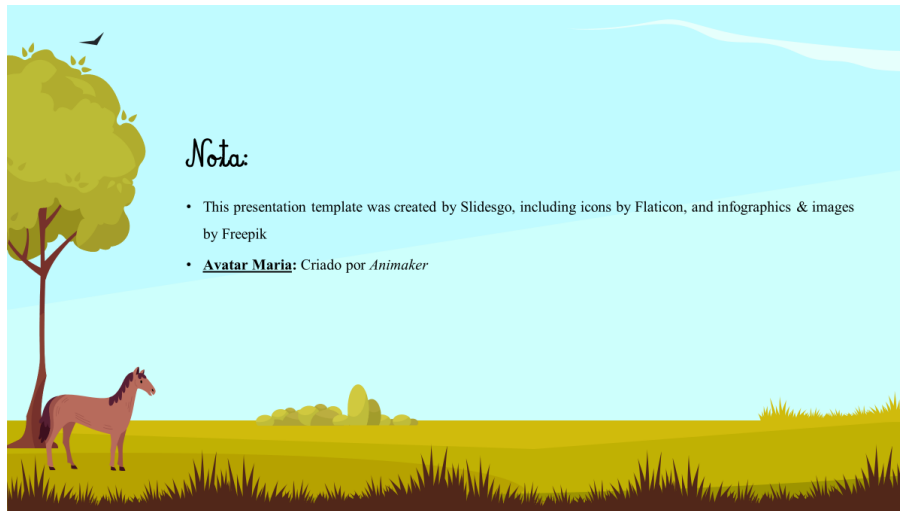 Nota:
• This presentation template was created by Slidesgo, including icons by Flaticon, and infographics & images
by Freepik
• Avatar Maria: Criado por Animaker